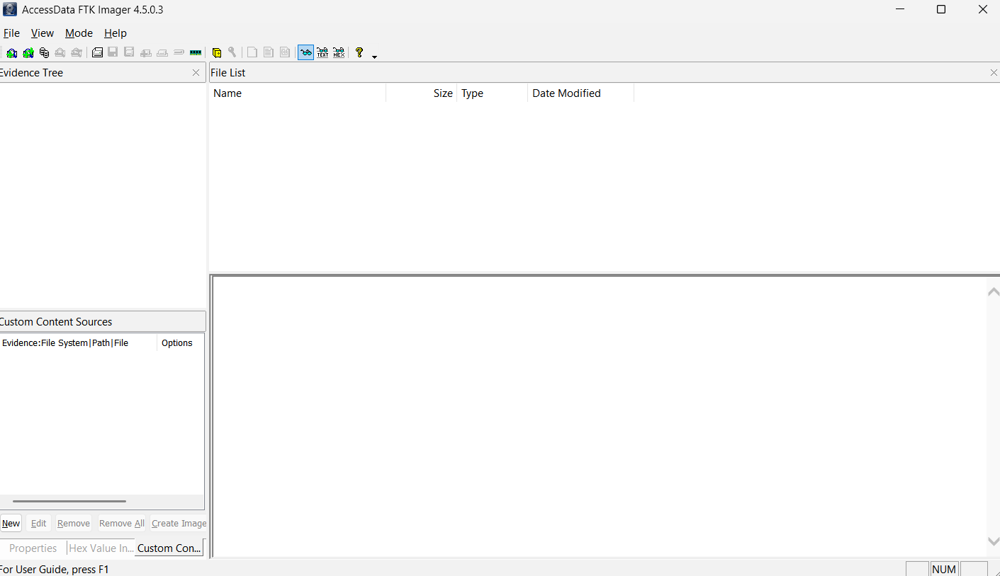 AccessData FTK Imager 4.5.0.3
File View Mode Help
TEXT HEX ?
Evidence Tree
File List
Name Size Type Date Modified
Custom Content Sources
Evidence:File System|Path|File Options
New Edit Remove Remove All Create Image
Properties Hex Value In... Custom Con...
For User Guide, press F1
NUM